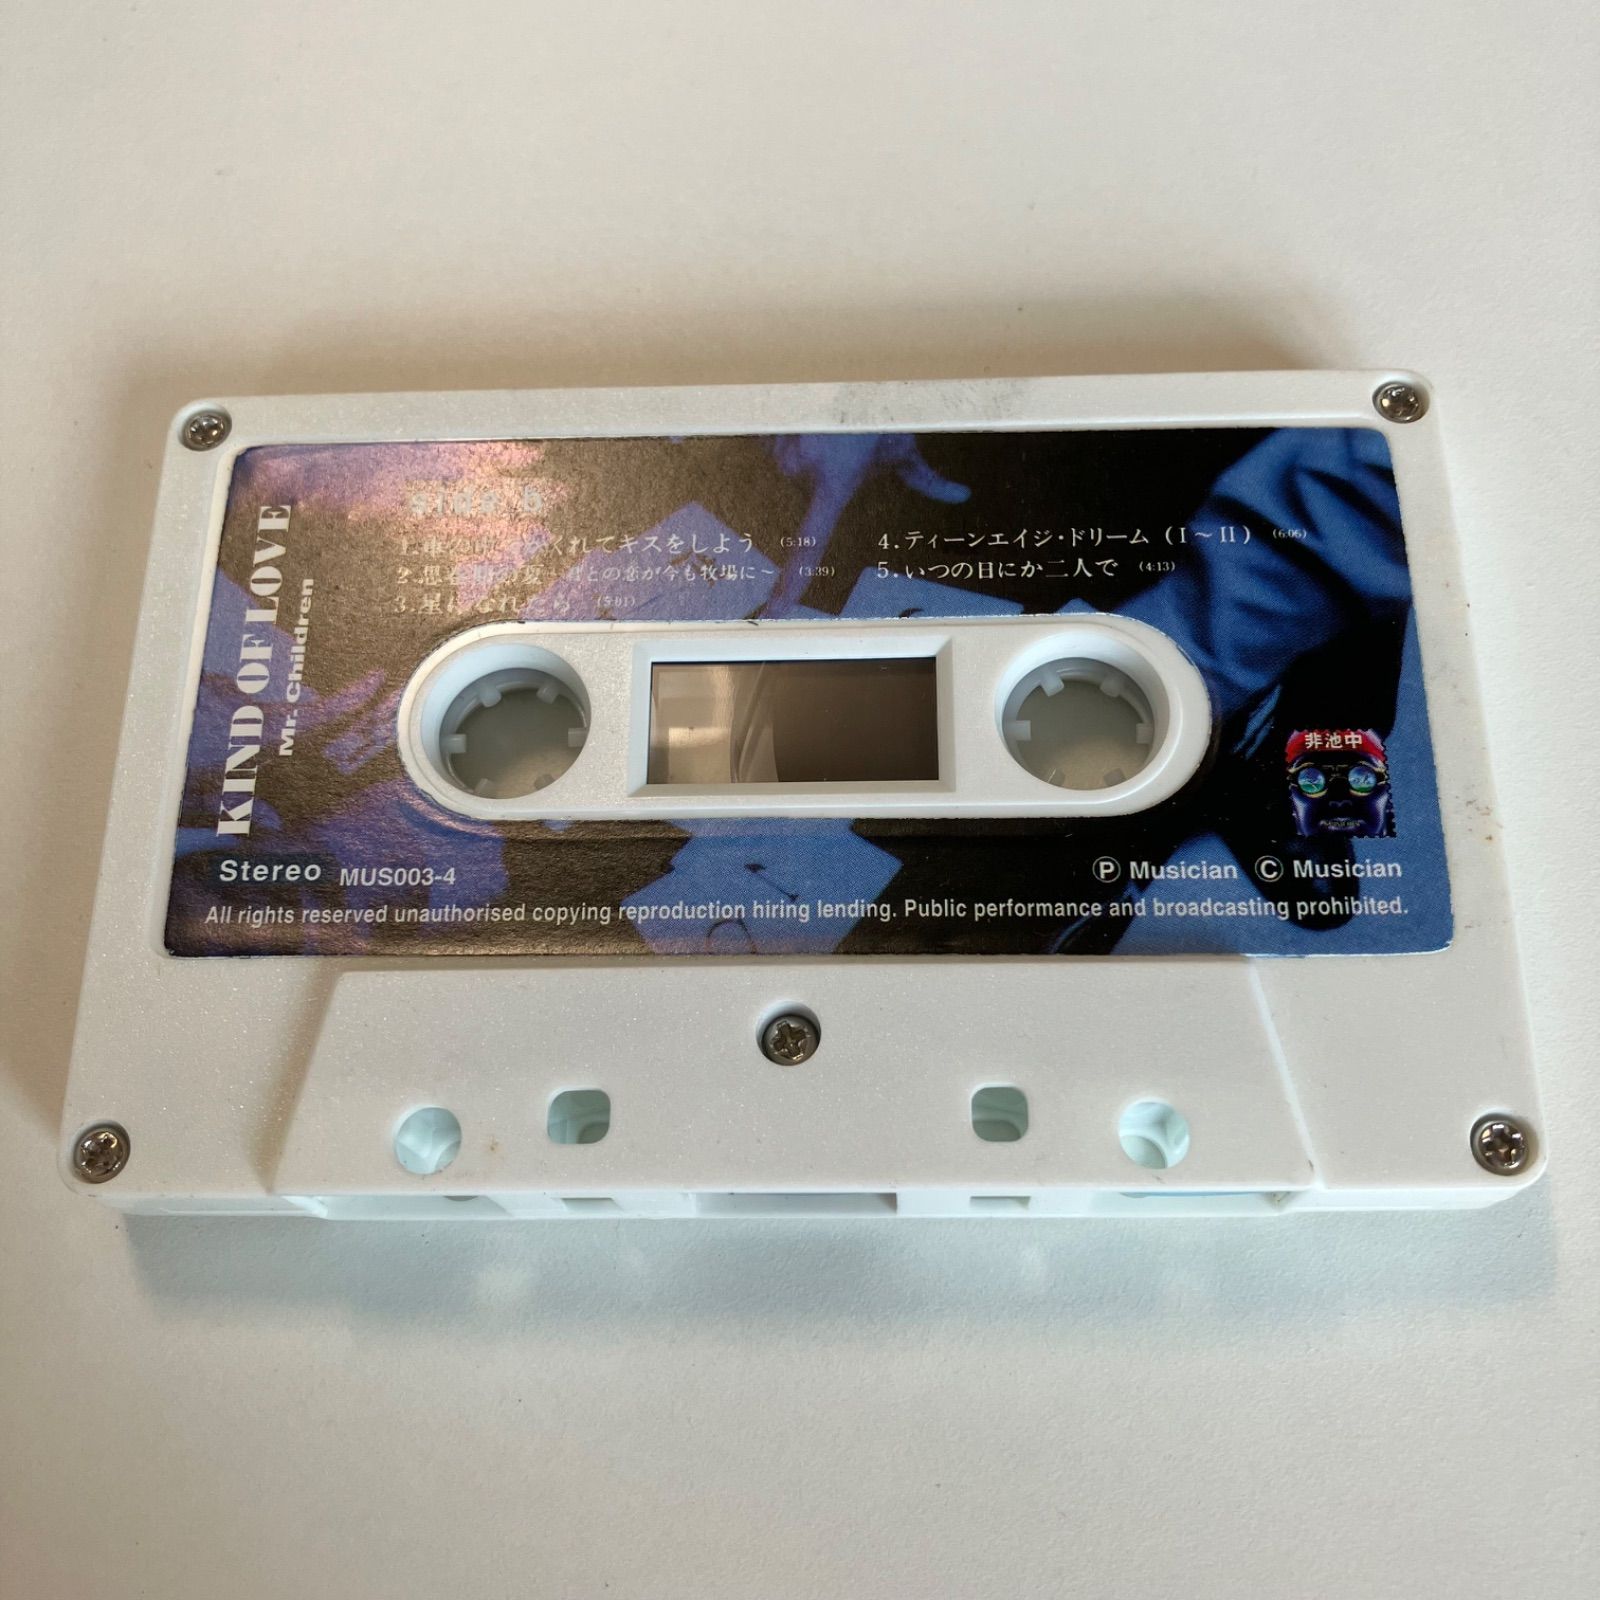 KIND OF LOVE
Mr. Children
side b
1. 車の中でかくれてキスをしよう (5:18)
2. 思春期の夏~君との恋が今も牧場に~ (3:39)
3. 星になれたら (5:01)
4. ティーンエイジ・ドリーム (I~II) (6:06)
5. いつの日にか二人で (4:13)
非池中
Stereo MUS003-4
Ⓟ Musician Ⓒ Musician
All rights reserved unauthorised copying reproduction hiring lending. Public performance and broadcasting prohibited.